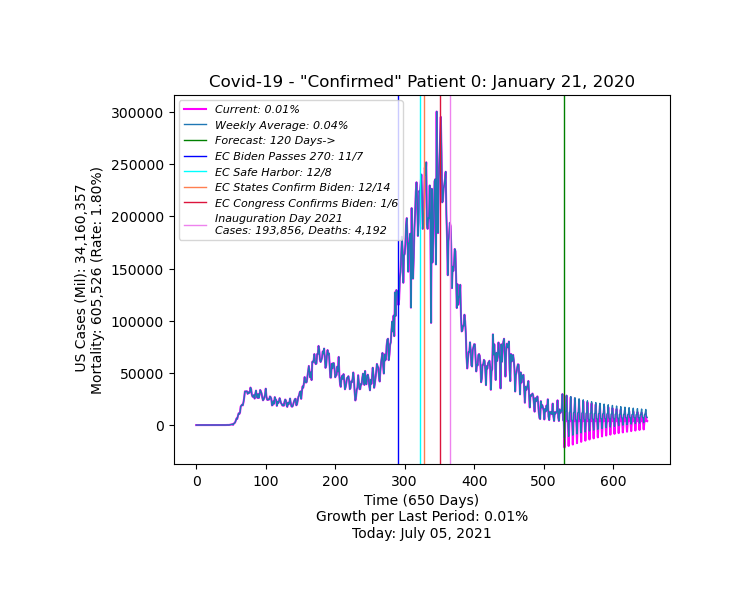 Covid-19 - "Confirmed" Patient 0: January 21, 2020
US Cases (Mil): 34,160,357
Mortality: 605,526 (Rate: 1.80%)
300000
250000
200000
150000
100000
50000
0
Current: 0.01%
Weekly Average: 0.04%
Forecast: 120 Days->
EC Biden Passes 270: 11/7
EC Safe Harbor: 12/8
EC States Confirm Biden: 12/14
EC Congress Confirms Biden: 1/6
Inauguration Day 2021
Cases: 193,856, Deaths: 4,192
0 100 200 300 400 500 600
Time (650 Days)
Growth per Last Period: 0.01%
Today: July 05, 2021